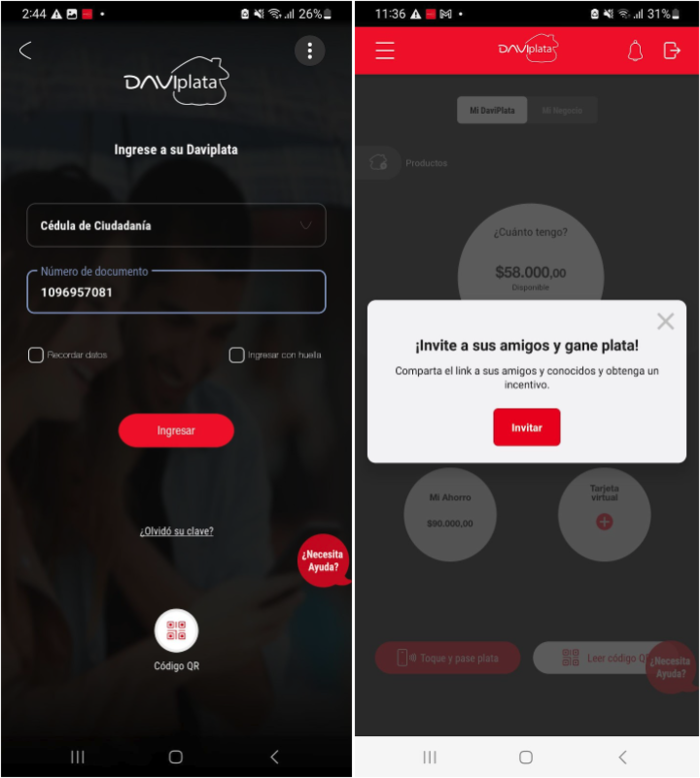 2:44
26%
DAVIplata
Ingrese a su Daviplata
Cédula de Ciudadanía
Número de documento
1096957081
Recordar datos
Ingresar con huella
Ingresar
¿Olvidó su clave?
¿Necesita
Ayuda?
Código QR
11:36
31%
DAVIplata
Mi DaviPlata
Mi Negocio
Productos
¿Cuánto tengo?
$58.000,00
Disponible
¡Invite a sus amigos y gane plata!
Comparta el link a sus amigos y conocidos y obtenga un
incentivo.
Invitar
Mi Ahorro
$90.000,00
Tarjeta
virtual
Toque y pase plata
Leer código Q
¿Necesita
Ayuda?